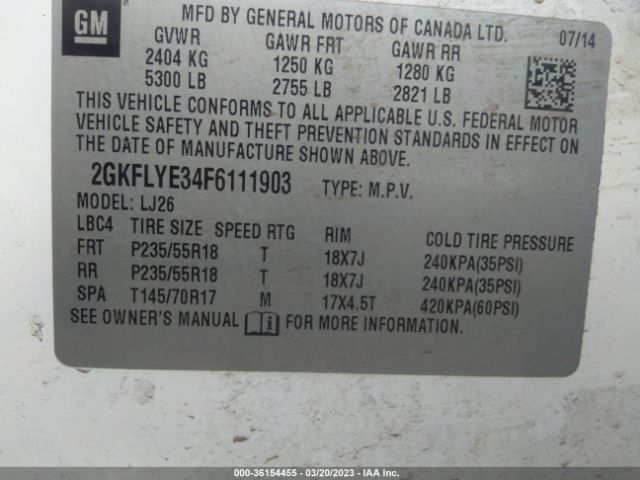 GM
®
MFD BY GENERAL MOTORS OF CANADA LTD.
07/14
GVWR GAWR FRT GAWR RR
2404 KG 1250 KG 1280 KG
5300 LB 2755 LB 2821 LB
THIS VEHICLE CONFORMS TO ALL APPLICABLE U.S. FEDERAL MOTOR
VEHICLE SAFETY AND THEFT PREVENTION STANDARDS IN EFFECT ON
THE DATE OF MANUFACTURE SHOWN ABOVE.
2GKFLYE34F6111903 TYPE: M.P.V.
MODEL: LJ26
LBC4 TIRE SIZE SPEED RTG RIM COLD TIRE PRESSURE
FRT P235/55R18 T 18X7J 240KPA(35PSI)
RR P235/55R18 T 18X7J 240KPA(35PSI)
SPA T145/70R17 M 17X4.5T 420KPA(60PSI)
SEE OWNER'S MANUAL FOR MORE INFORMATION.
2-GKB - 36154455 - 03/20/2023 - IAA Inc.